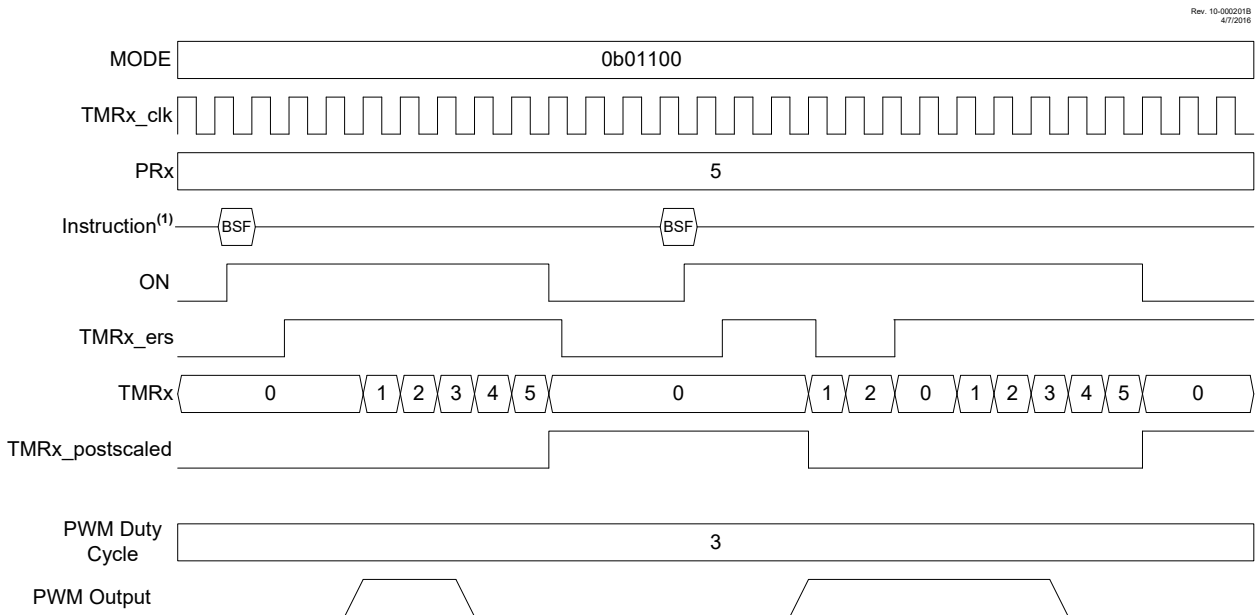 Rev. 10-000201B
4/7/2016
MODE 0b01100
TMRx_clk
PRx 5
Instruction(1) BSF BSF
ON
TMRx_ers
TMRx 0 1 2 3 4 5 0 1 2 0 1 2 3 4 5 0
TMRx_postscaled
PWM Duty
Cycle 3
PWM Output